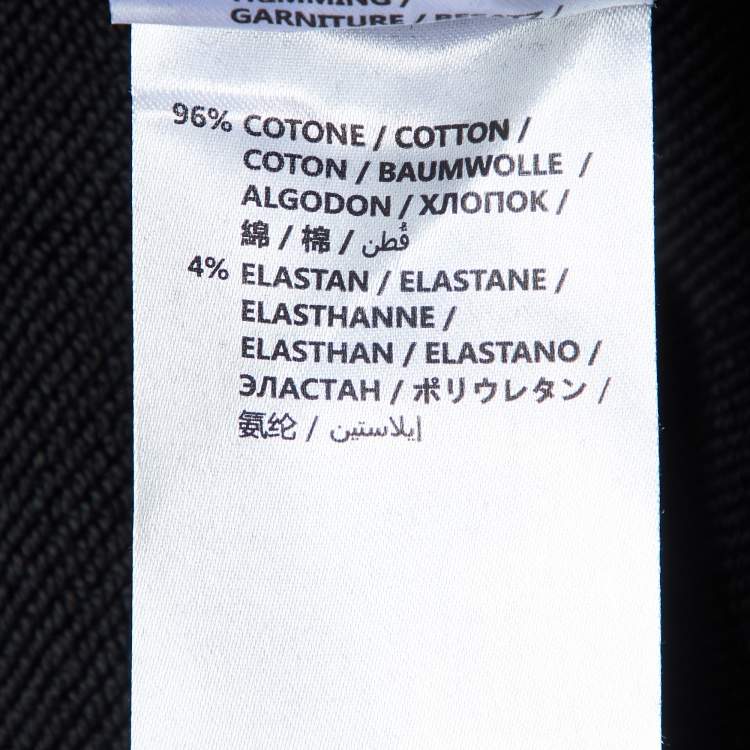 GARNITURE /
96% COTONE / COTTON /
COTON / BAUMWOLLE /
ALGODON / ХЛОПОК /
綿 / 棉 / قُطن
4% ELASTAN / ELASTANE /
ELASTHANNE /
ELASTHAN / ELASTANO /
ЭЛАСТАН / ポリウレタン /
氨纶 / إيلاستين